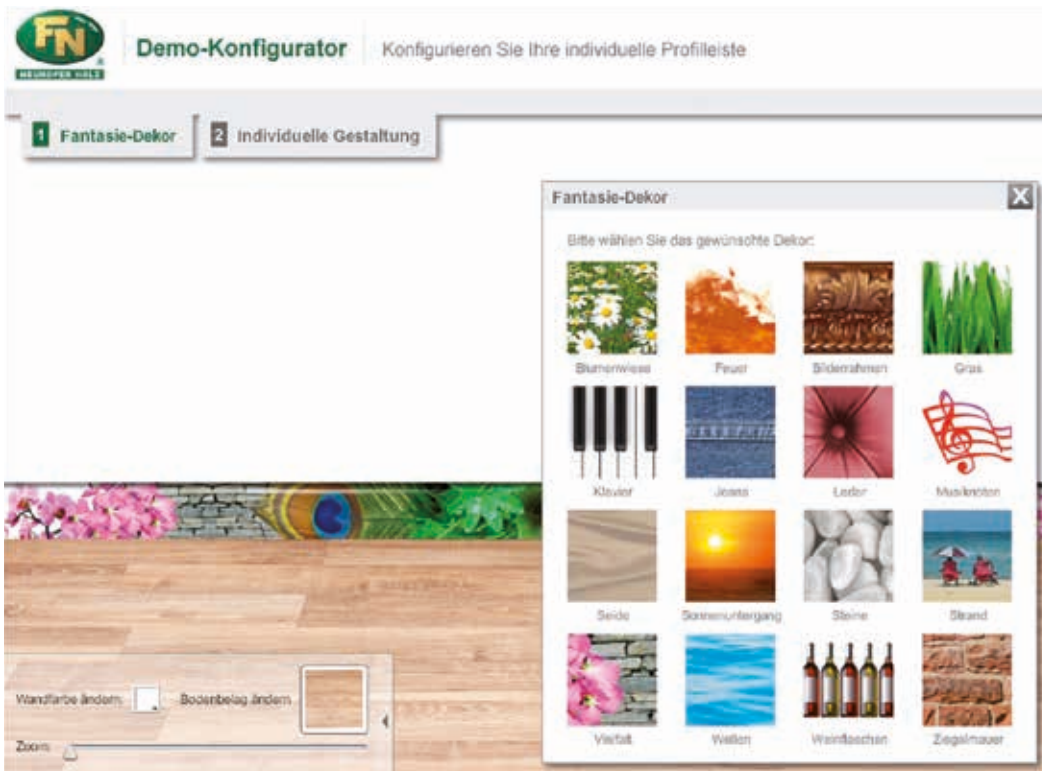 FN
NEUHOFER HOLZ
Demo-Konfigurator
Konfigurieren Sie Ihre individuelle Profilleiste
1 Fantasie-Dekor
2 Individuelle Gestaltung
Fantasie-Dekor X
Bitte wählen Sie das gewünschte Dekor:
Blumenwiese Feuer Bilderrahmen Gras
Klavier Jeans Leder Musiknoten
Seide Sonnenuntergang Steine Strand
Vielfalt Wellen Weinflaschen Ziegelmauer
Wandfarbe ändern: Bodenbelag ändern
Zoom: